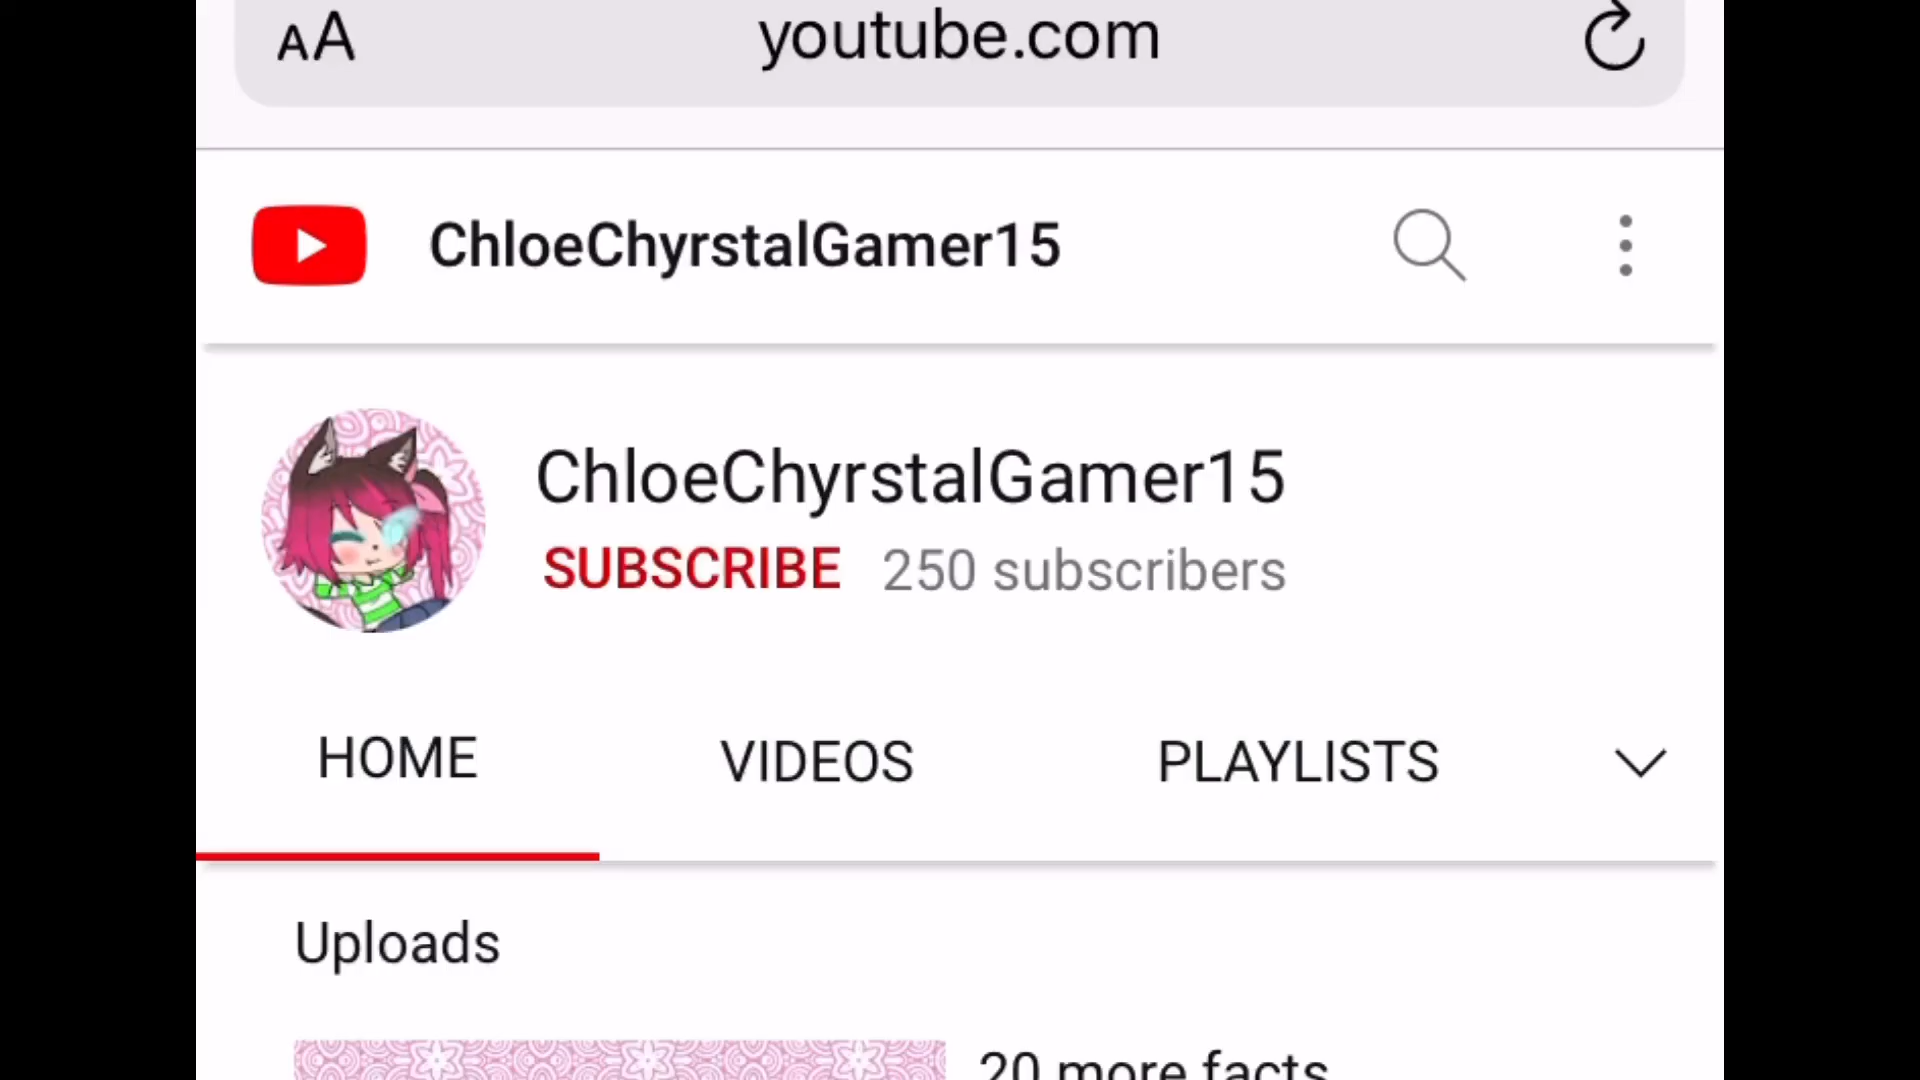 AA youtube.com
ChloeChyrstalGamer15
ChloeChyrstalGamer15
SUBSCRIBE 250 subscribers
HOME VIDEOS PLAYLISTS
Uploads
20 more facts